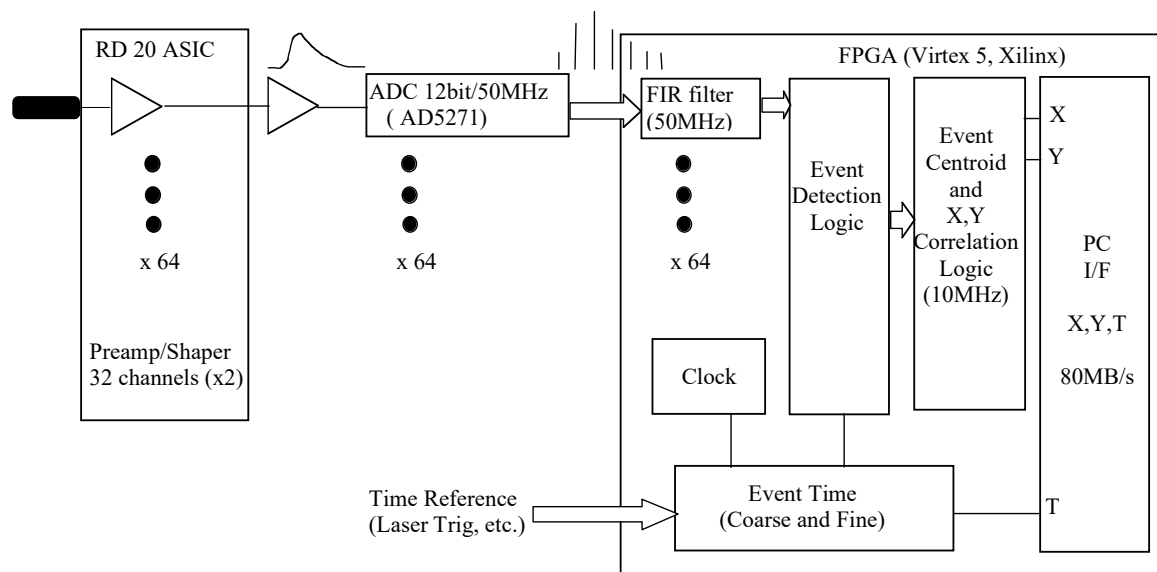 RD 20 ASIC
x 64
Preamp/Shaper
32 channels (x2)
ADC 12bit/50MHz
( AD5271)
x 64
FPGA (Virtex 5, Xilinx)
FIR filter
(50MHz)
x 64
Event
Detection
Logic
Event
Centroid
and
X,Y
Correlation
Logic
(10MHz)
X
Y
PC
I/F
X,Y,T
80MB/s
T
Clock
Time Reference
(Laser Trig, etc.)
Event Time
(Coarse and Fine)